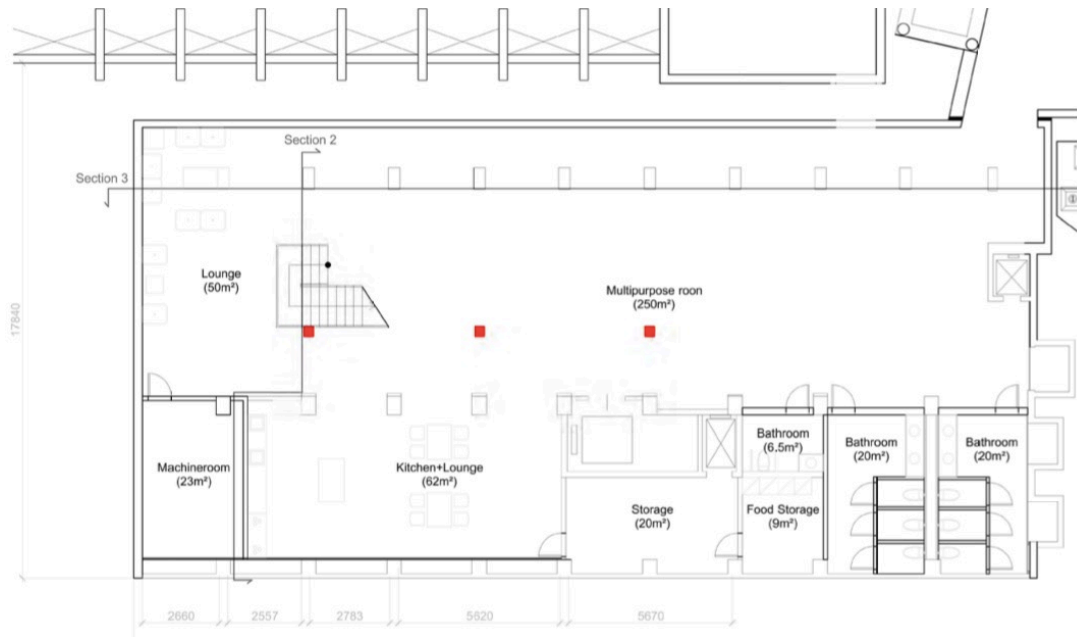 Section 2
Section 3
Lounge
(50m²)
Multipurpose roon
(250m²)
17840
Machineroom
(23m²)
Kitchen+Lounge
(62m²)
Storage
(20m²)
Bathroom
(6.5m²)
Food Storage
(9m²)
Bathroom
(20m²)
Bathroom
(20m²)
2660
2557
2783
5620
5670